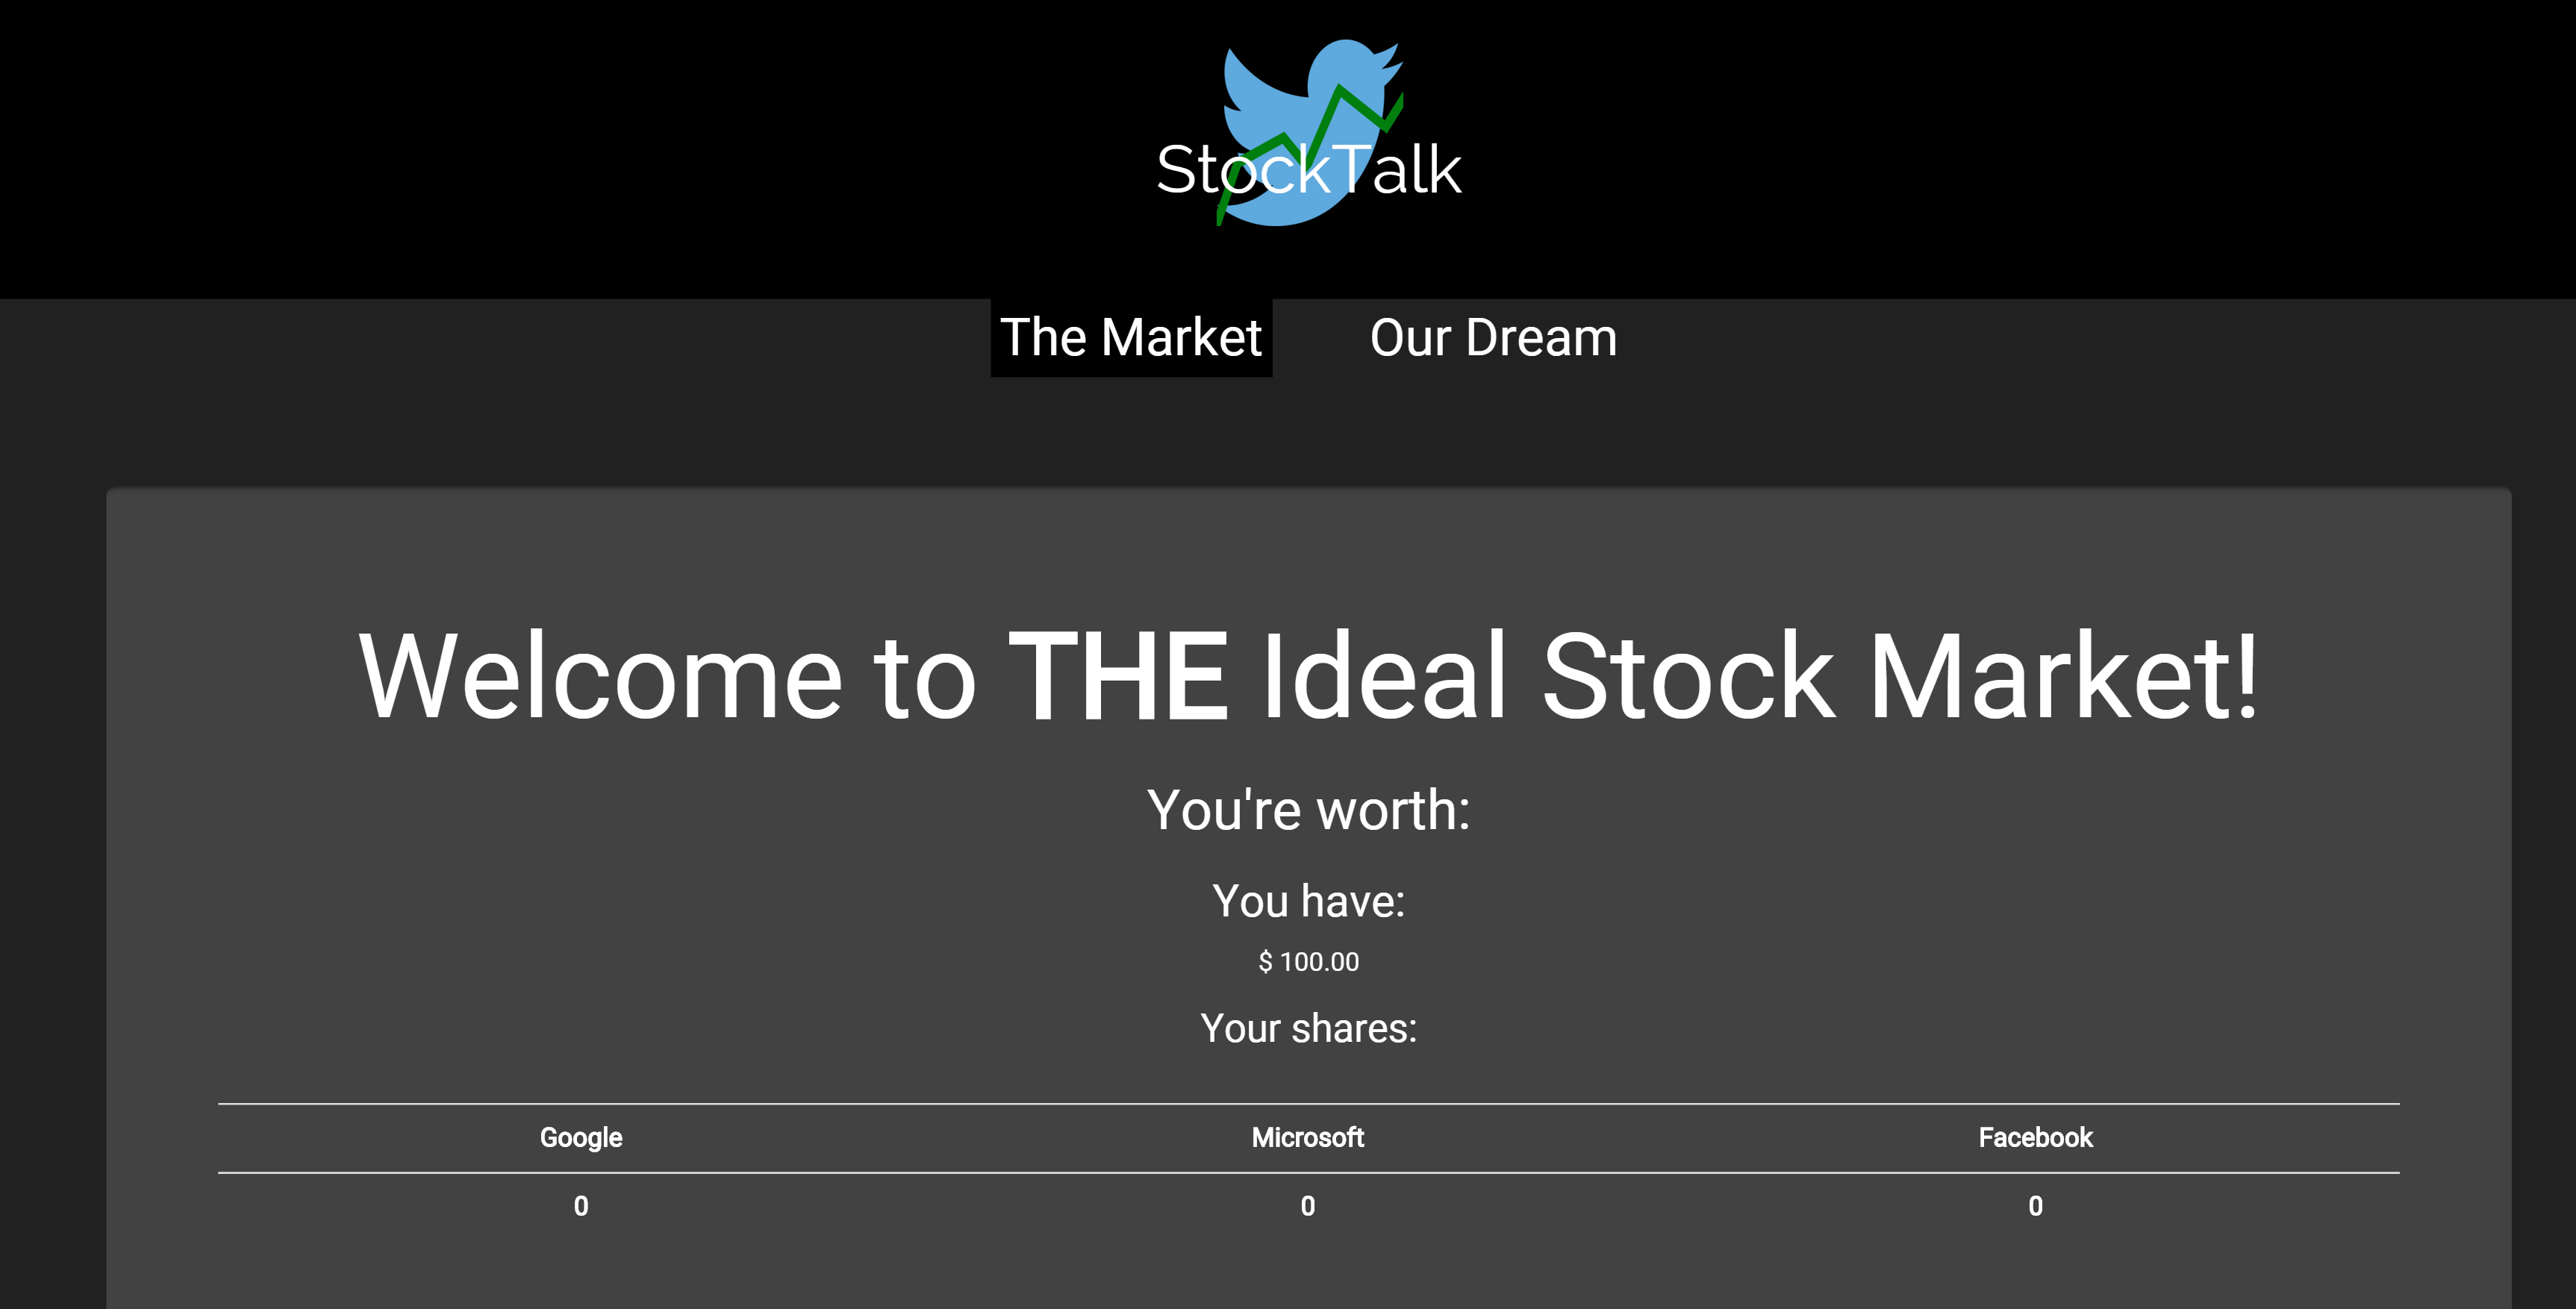 StockTalk
The Market Our Dream
Welcome to THE Ideal Stock Market!
You're worth:
You have:
$ 100.00
Your shares:
Google Microsoft Facebook
0 0 0